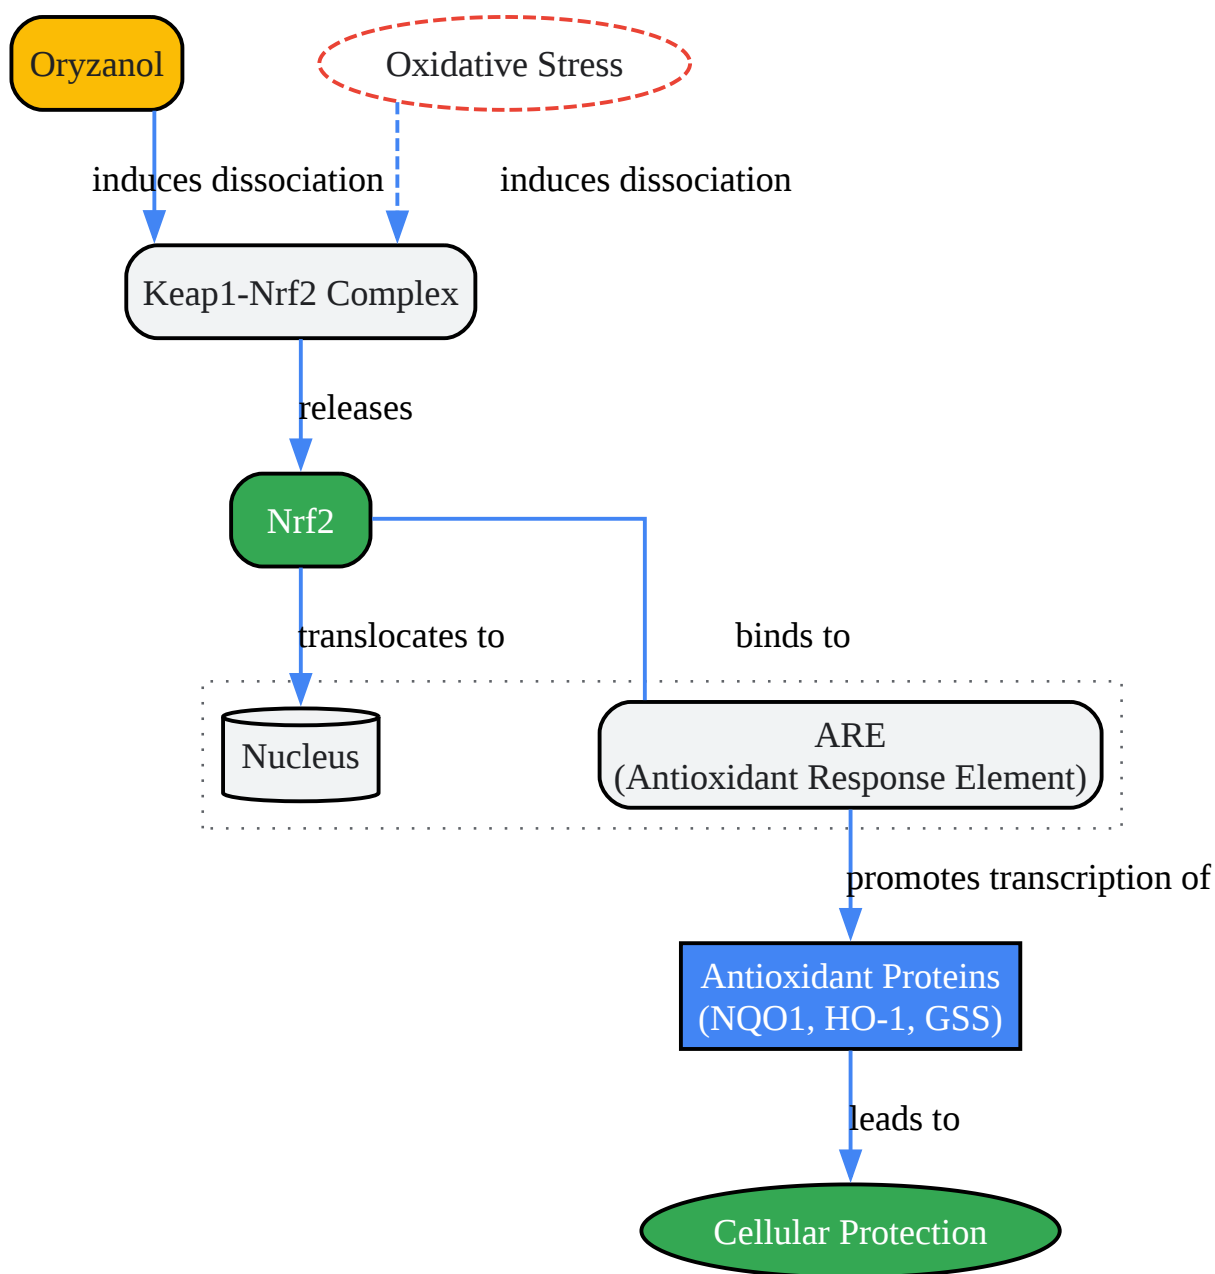 Oryzanol
Oxidative Stress
induces dissociation
induces dissociation
Keap1-Nrf2 Complex
releases
Nrf2
translocates to
binds to
Nucleus
ARE
(Antioxidant Response Element)
promotes transcription of
Antioxidant Proteins
(NQO1, HO-1, GSS)
leads to
Cellular Protection